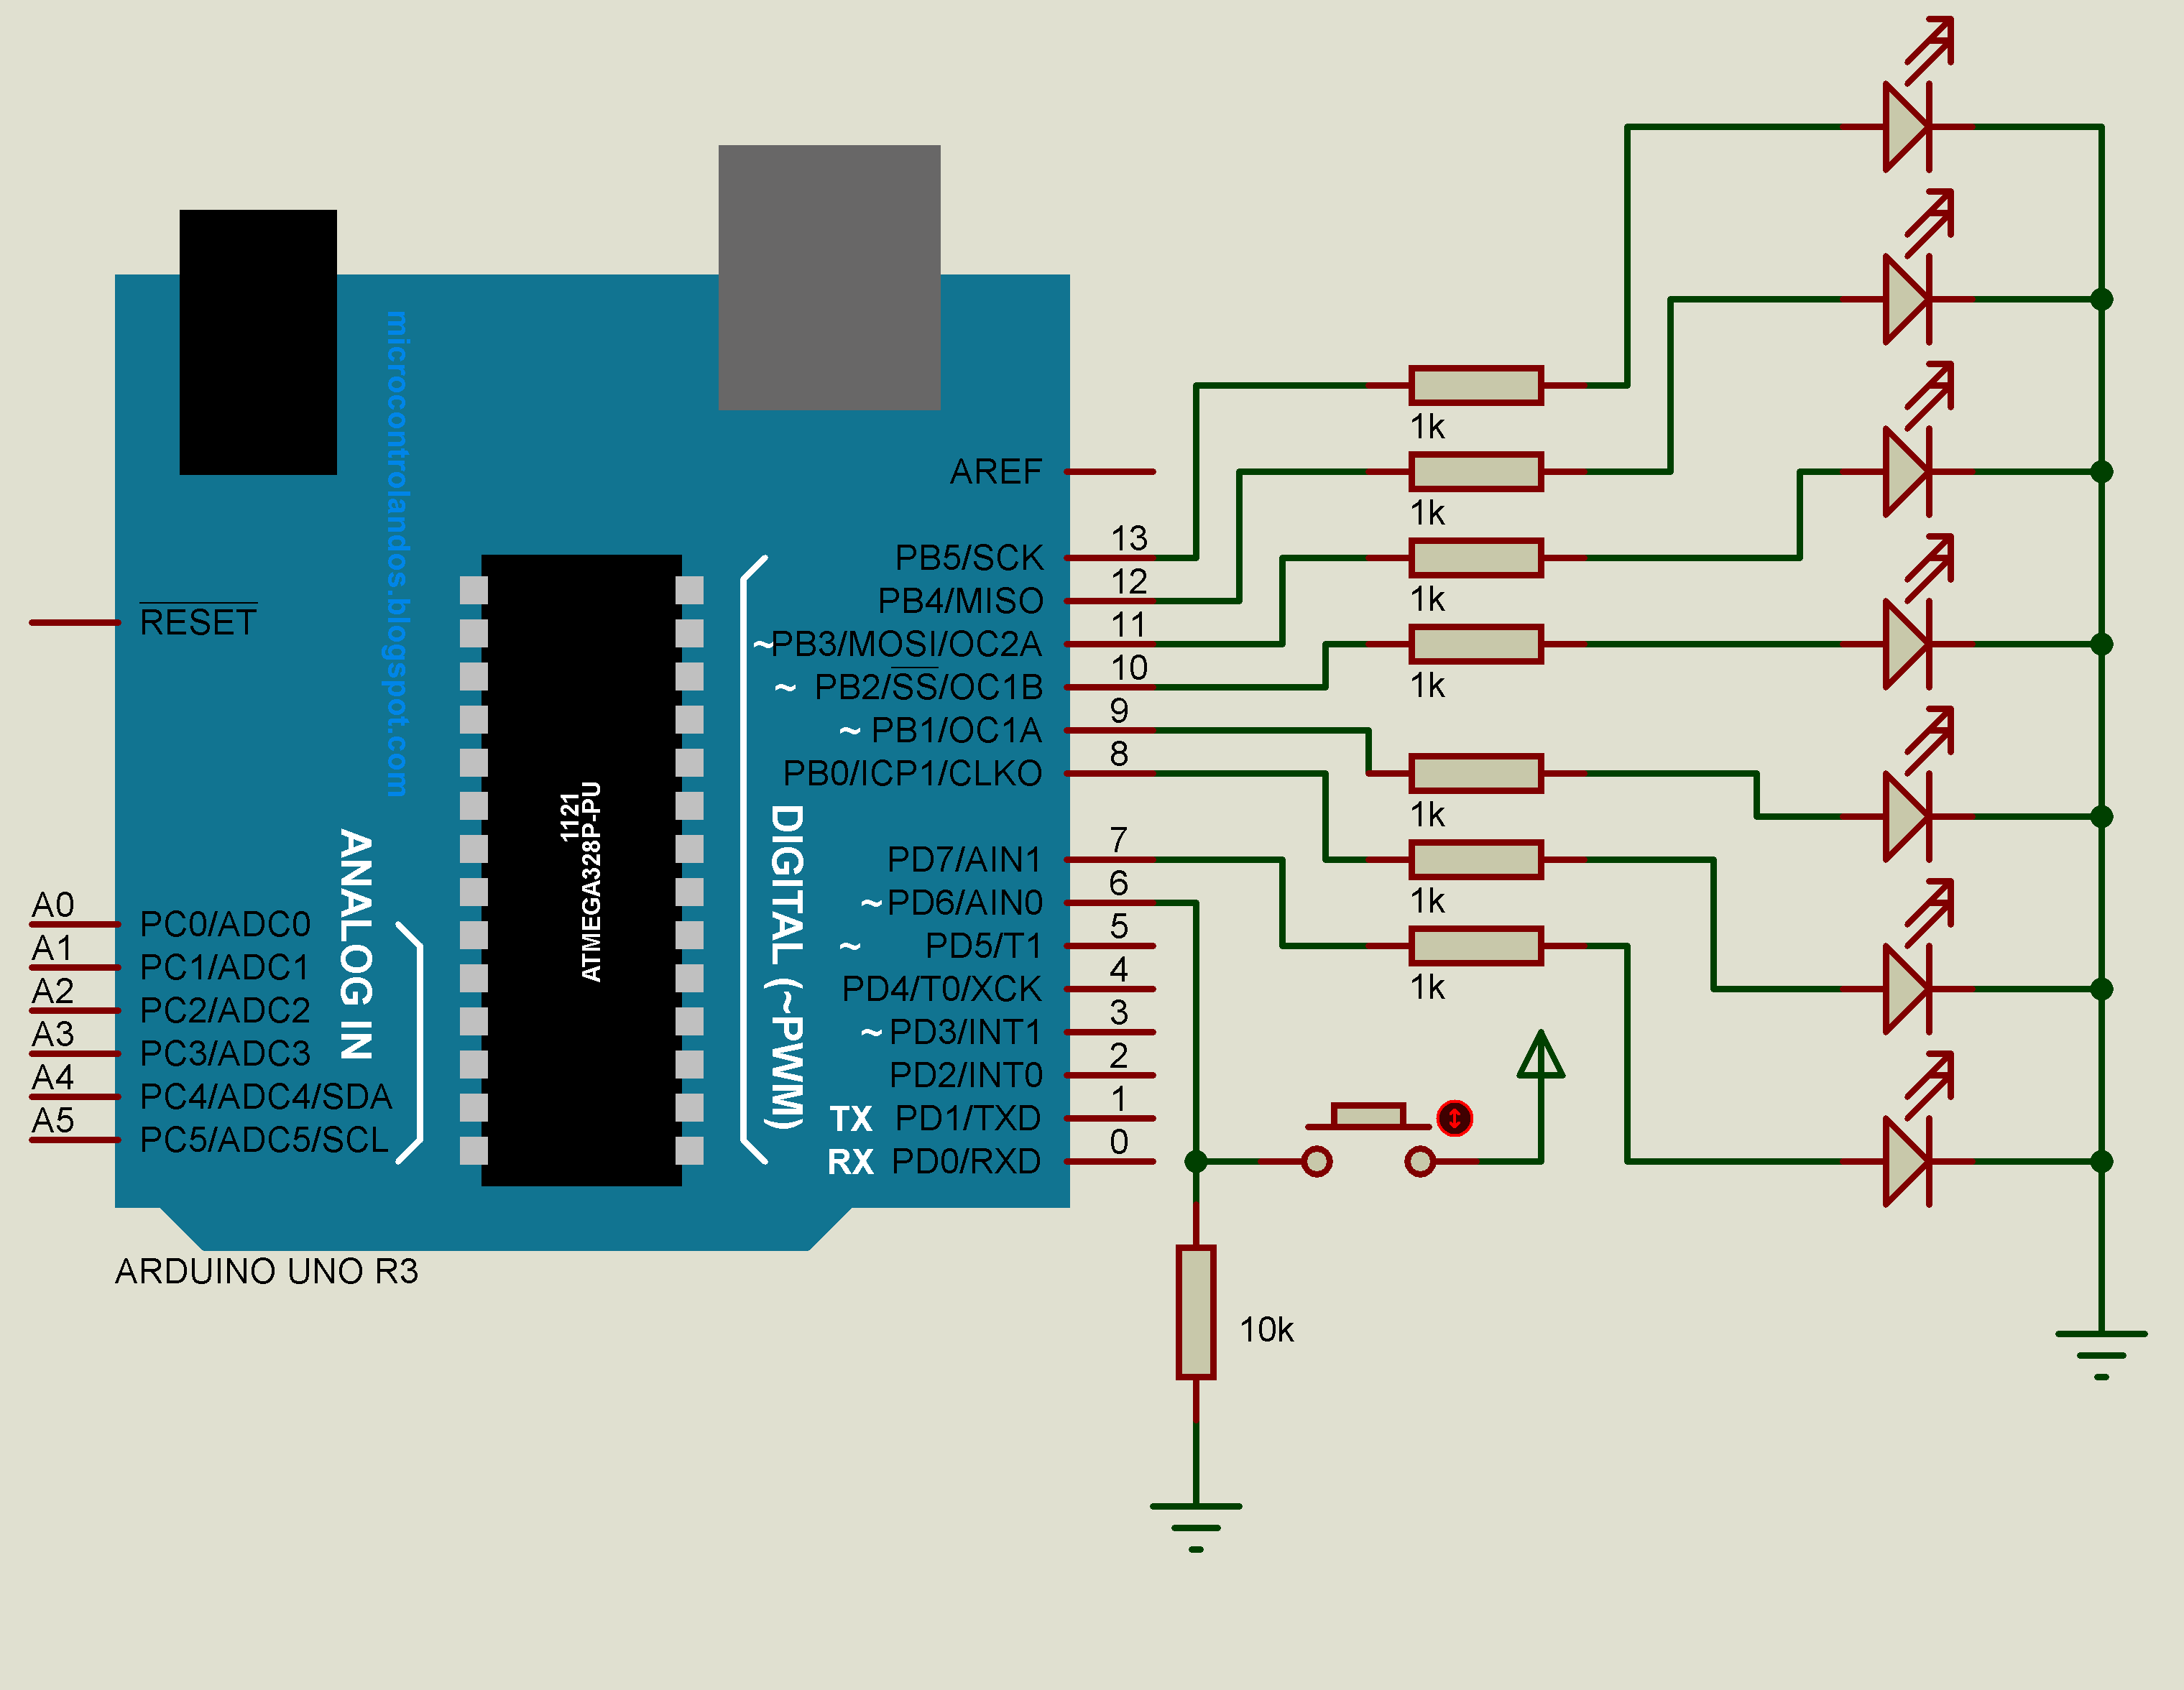 microcontrolandos.blogspot.com
RESET
A0
PC0/ADC0
A1
PC1/ADC1
A2
PC2/ADC2
A3
PC3/ADC3
A4
PC4/ADC4/SDA
A5
PC5/ADC5/SCL
ANALOG IN
1121
ATMEGA328P-PU
DIGITAL (~PWM)
AREF
PB5/SCK 13
PB4/MISO 12
~PB3/MOSI/OC2A 11
~ PB2/SS/OC1B 10
~ PB1/OC1A 9
PB0/ICP1/CLKO 8
PD7/AIN1 7
~ PD6/AIN0 6
~ PD5/T1 5
PD4/T0/XCK 4
~ PD3/INT1 3
PD2/INT0 2
TX PD1/TXD 1
RX PD0/RXD 0
ARDUINO UNO R3
1k
1k
1k
1k
1k
1k
1k
10k